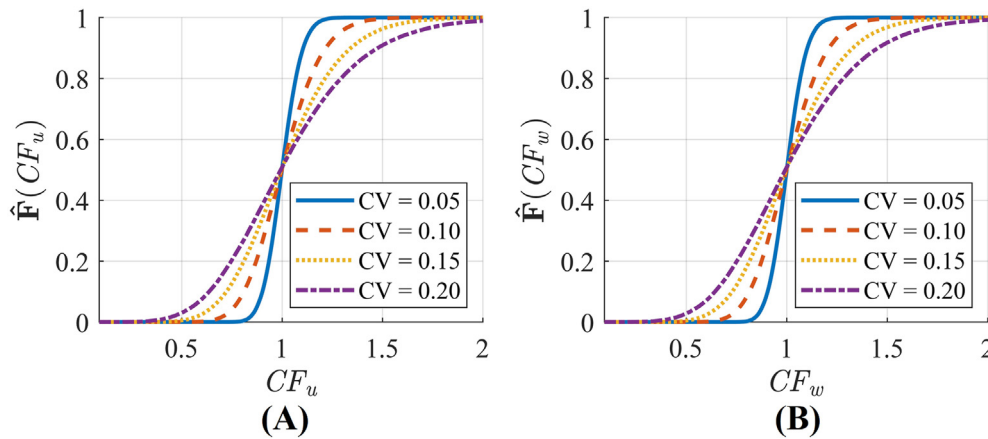 1
0.8
0.6
0.4
0.2
0
F̂(CF_u)
CV = 0.05
CV = 0.10
CV = 0.15
CV = 0.20
0.5
1
1.5
2
CF_u
(A)
1
0.8
0.6
0.4
0.2
0
F̂(CF_w)
CV = 0.05
CV = 0.10
CV = 0.15
CV = 0.20
0.5
1
1.5
2
CF_w
(B)